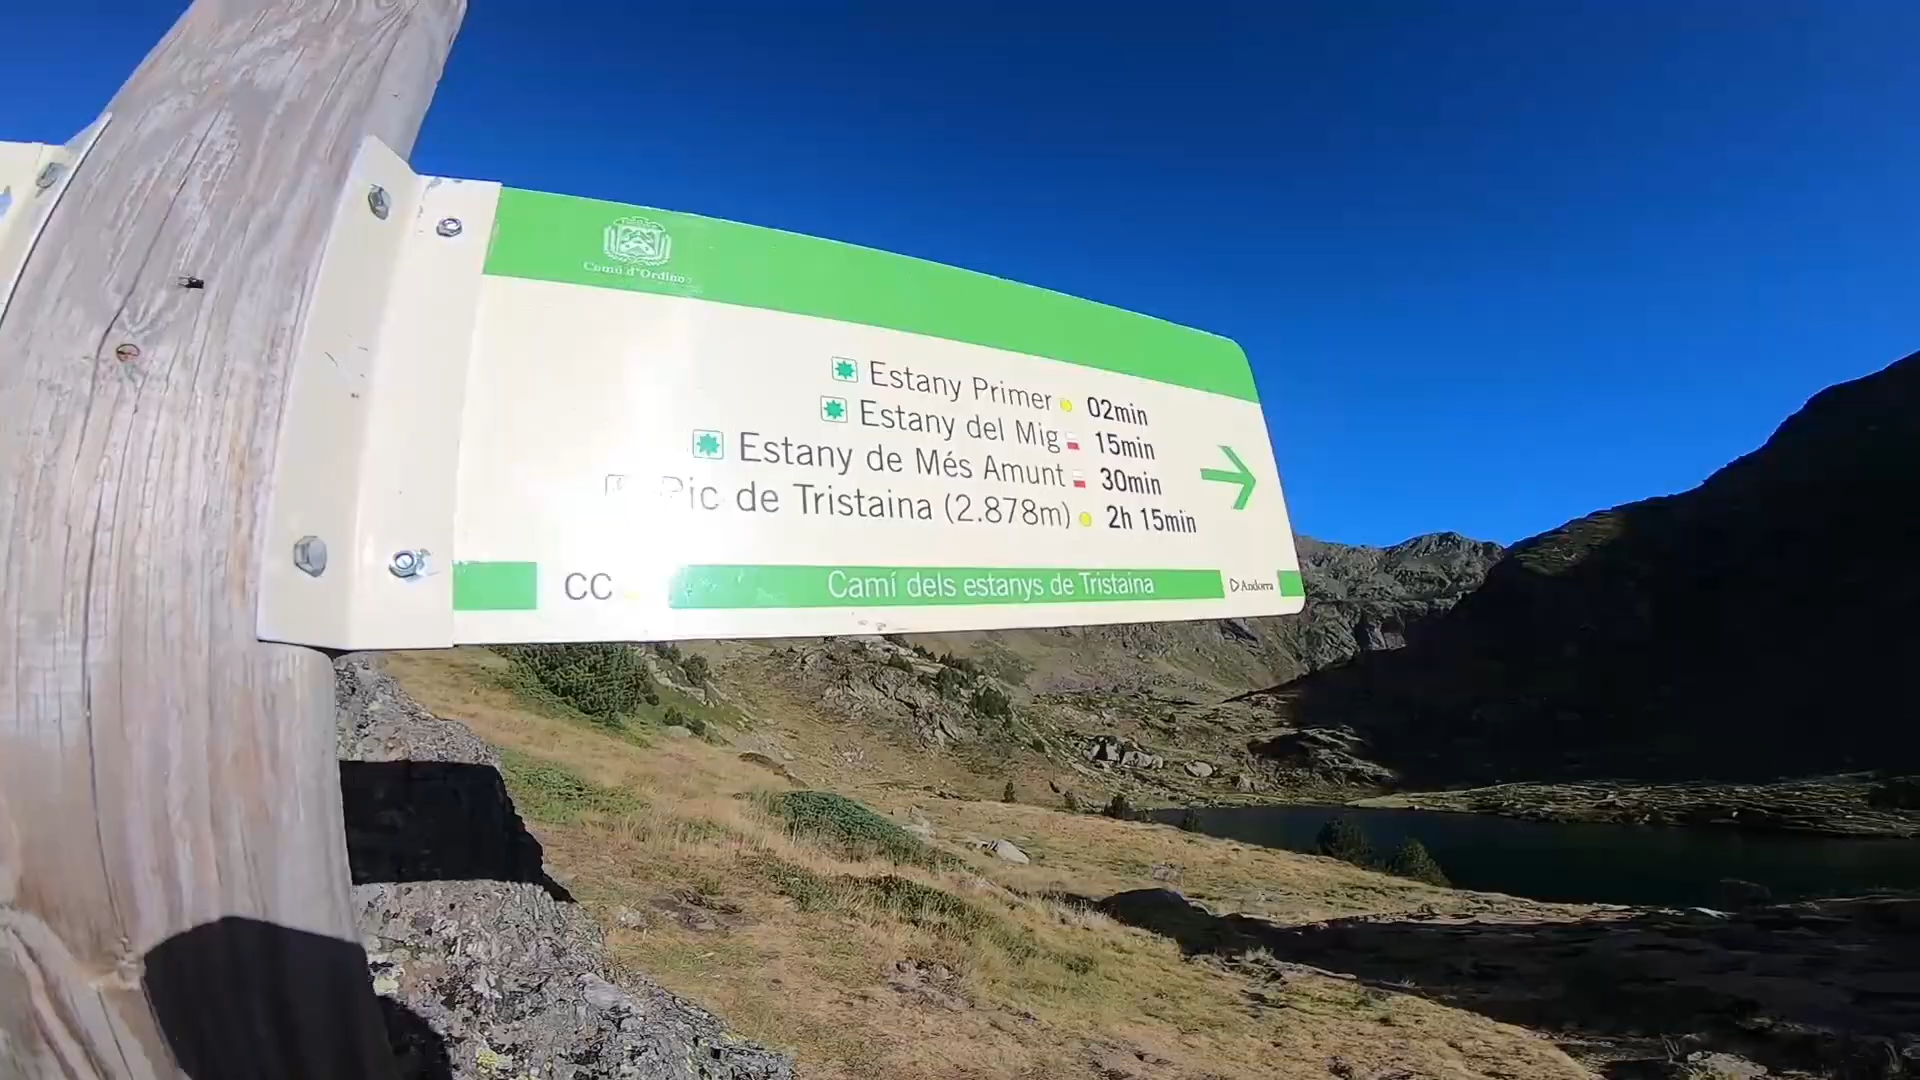 Comú d'Ordino
Estany Primer 02min
Estany del Mig 15min
Estany de Més Amunt 30min
Pic de Tristaina (2.878m) 2h 15min
CC
Camí dels estanys de Tristaina
Andorra